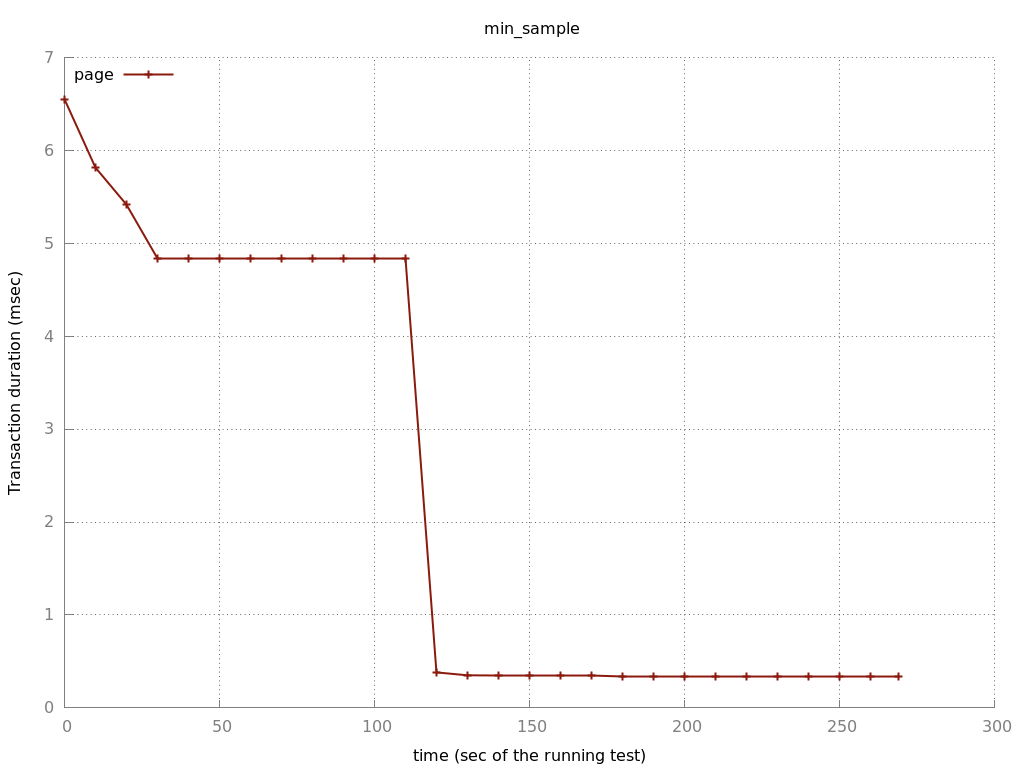 min_sample
page
7
6
5
4
3
2
1
0
Transaction duration (msec)
0 50 100 150 200 250 300
time (sec of the running test)